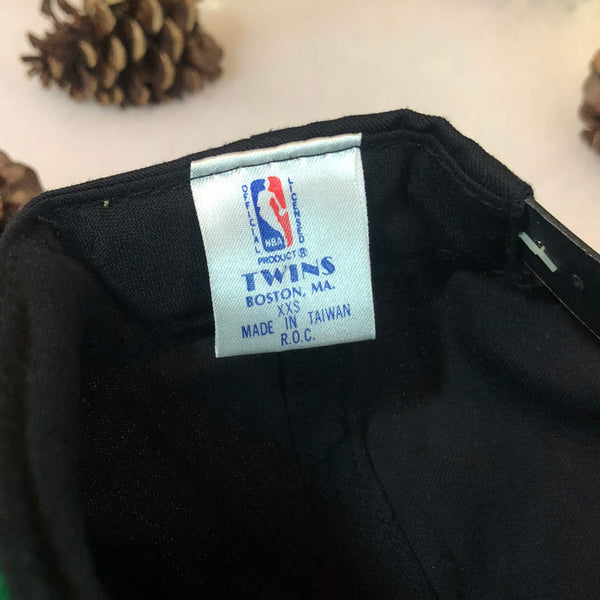 OFFICIAL
LICENSED
NBA
PRODUCT ®
TWINS
BOSTON, MA.
XXS
MADE IN TAIWAN
R.O.C.